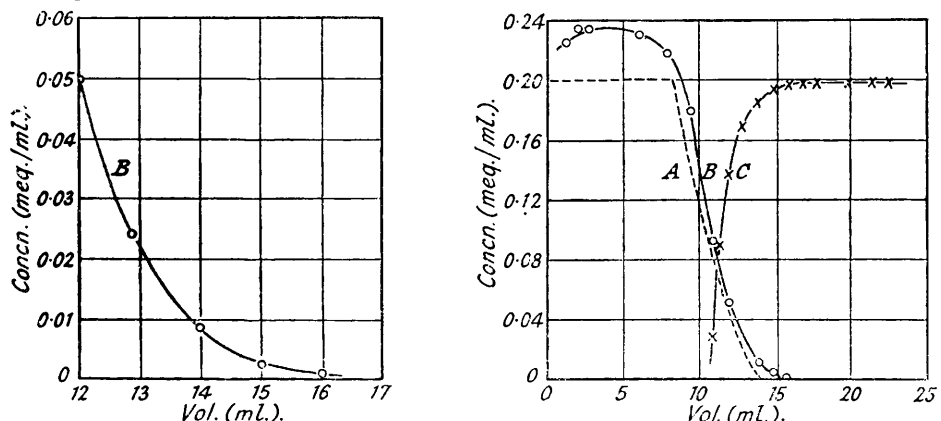 0·06
0·05
0·04
0·03
0·02
0·01
0
Concn. (meq./ml.).
B
12 13 14 15 16 17
Vol. (ml.).
0·24
0·20
0·16
0·12
0·08
0·04
0
Concn. (meq./ml.).
A B C
0 5 10 15 20 25
Vol. (ml.).